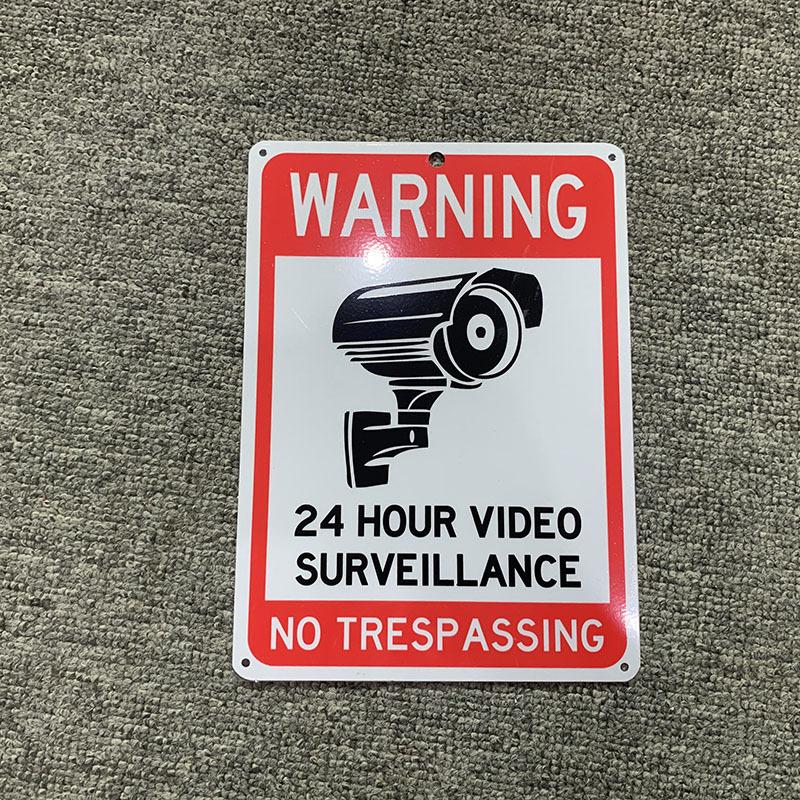 WARNING
24 HOUR VIDEO
SURVEILLANCE
NO TRESPASSING